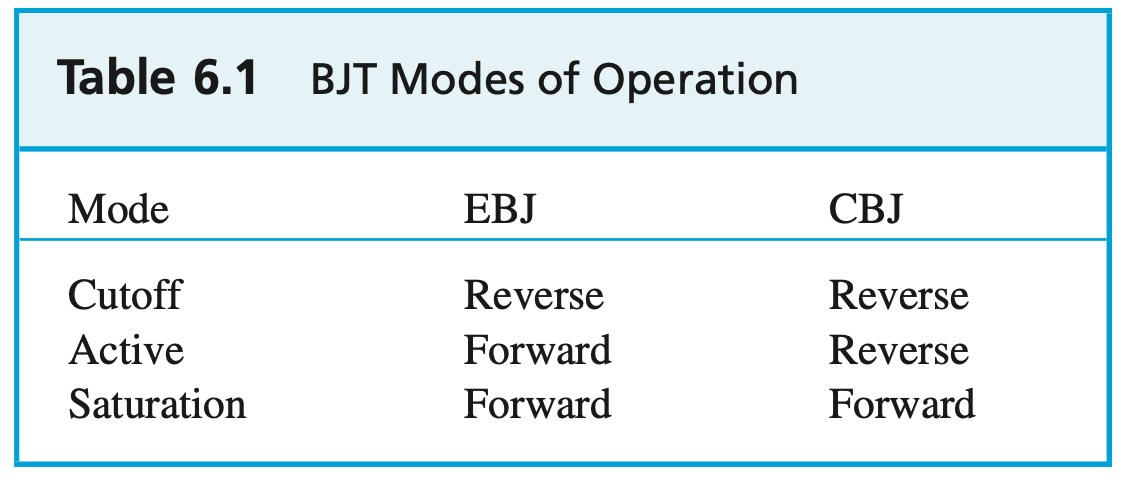 Table 6.1 BJT Modes of Operation
Mode EBJ CBJ
Cutoff Reverse Reverse
Active Forward Reverse
Saturation Forward Forward